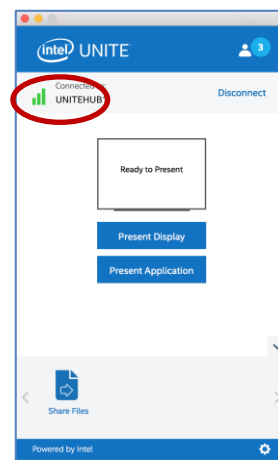 intel UNITE
3
Connected to
UNITEHUB
Disconnect
Ready to Present
Present Display
Present Application
Share Files
Powered by Intel